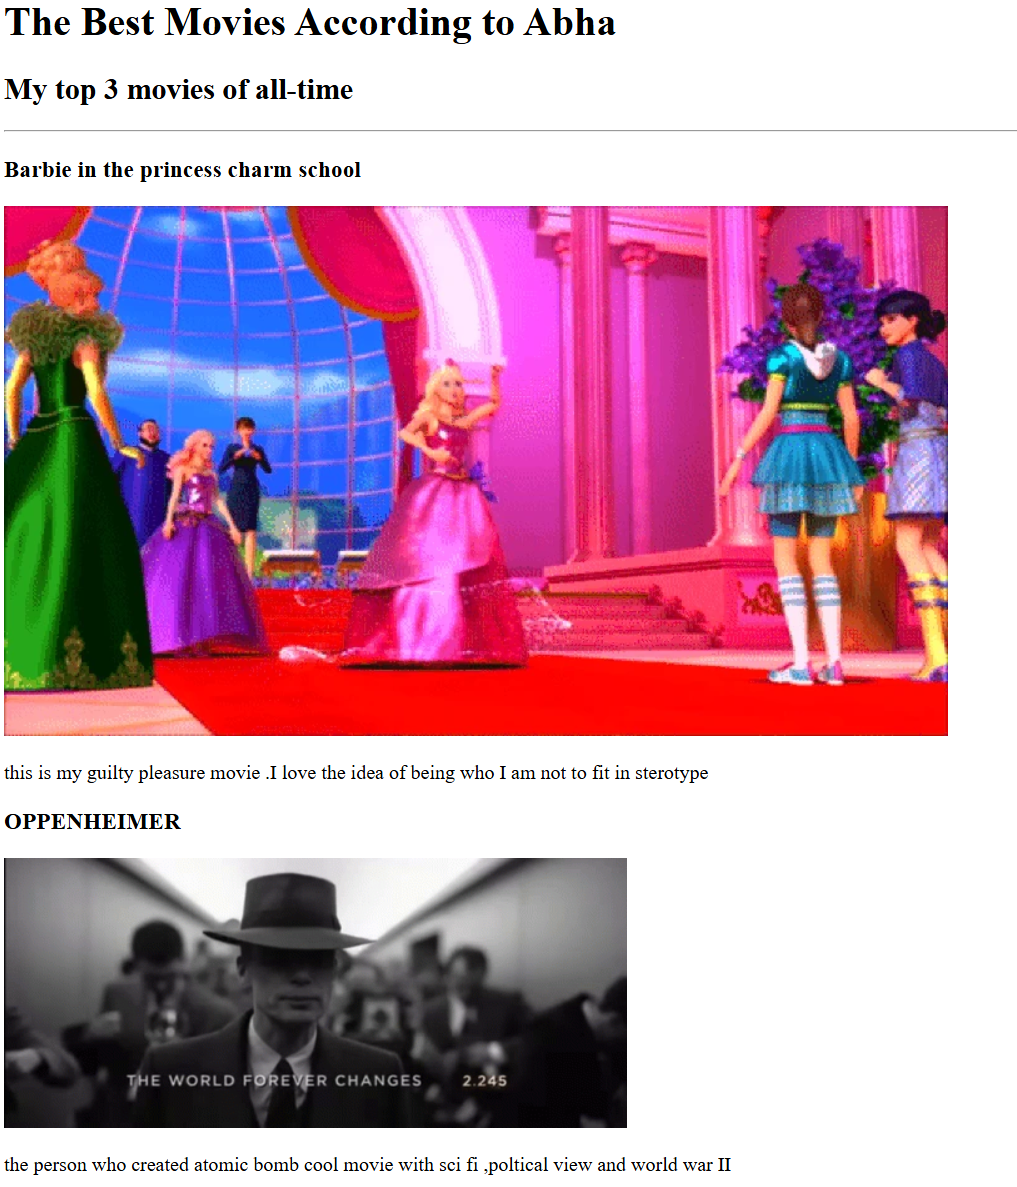 The Best Movies According to Abha
My top 3 movies of all-time
Barbie in the princess charm school
this is my guilty pleasure movie .I love the idea of being who I am not to fit in sterotype
OPPENHEIMER
THE WORLD FOREVER CHANGES 2.245
the person who created atomic bomb cool movie with sci fi ,poltical view and world war II